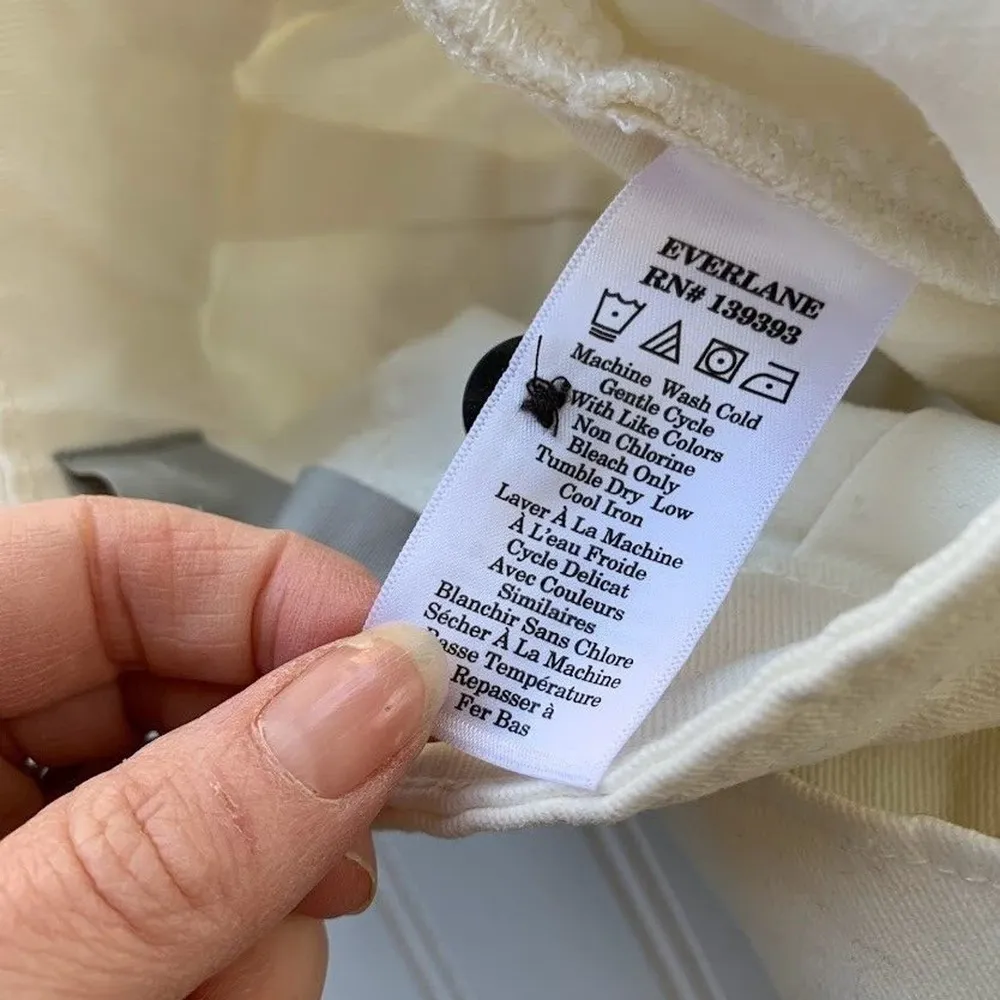 EVERLANE
RN# 139393
Machine Wash Cold
Gentle Cycle
With Like Colors
Non Chlorine
Bleach Only
Tumble Dry Low
Cool Iron
Laver À La Machine
À L'eau Froide
Cycle Delicat
Avec Couleurs
Similaires
Blanchir Sans Chlore
Sécher À La Machine
Basse Température
Repasser à
Fer Bas